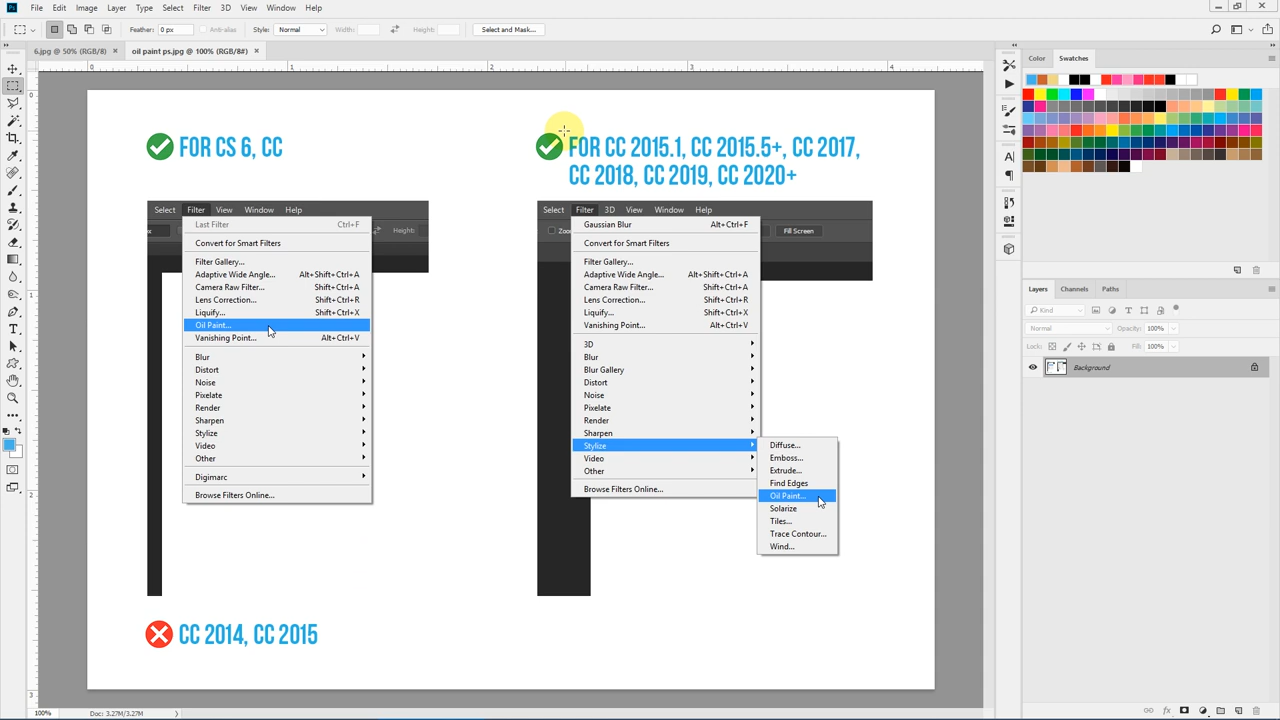 File Edit Image Layer Type Select Filter 3D View Window Help
Feather: 0 px Anti-alias Style: Normal Width: Height: Select and Mask...
6.jpg @ 50% (RGB/8) × oil paint ps.jpg @ 100% (RGB/8#) ×
0 1 2 3 4
FOR CS 6, CC
Select Filter View Window Help
Height:
Last Filter Ctrl+F
Convert for Smart Filters
Filter Gallery...
Adaptive Wide Angle... Alt+Shift+Ctrl+A
Camera Raw Filter... Shift+Ctrl+A
Lens Correction... Shift+Ctrl+R
Liquify... Shift+Ctrl+X
Oil Paint...
Vanishing Point... Alt+Ctrl+V
Blur
Distort
Noise
Pixelate
Render
Sharpen
Stylize
Video
Other
Digimarc
Browse Filters Online...
CC 2014, CC 2015
FOR CC 2015.1, CC 2015.5+, CC 2017,
CC 2018, CC 2019, CC 2020+
Select Filter 3D View Window Help
Fill Screen
Gaussian Blur Alt+Ctrl+F
Convert for Smart Filters
Filter Gallery...
Adaptive Wide Angle... Alt+Shift+Ctrl+A
Camera Raw Filter... Shift+Ctrl+A
Lens Correction... Shift+Ctrl+R
Liquify... Shift+Ctrl+X
Vanishing Point... Alt+Ctrl+V
3D
Blur
Blur Gallery
Distort
Noise
Pixelate
Render
Sharpen
Stylize
Video
Other
Browse Filters Online...
Diffuse...
Emboss...
Extrude...
Find Edges
Oil Paint...
Solarize
Tiles...
Trace Contour...
Wind...
Color Swatches
Layers Channels Paths
Kind
Normal Opacity: 100%
Lock: Fill: 100%
Background
100% Doc: 3.27M/3.27M